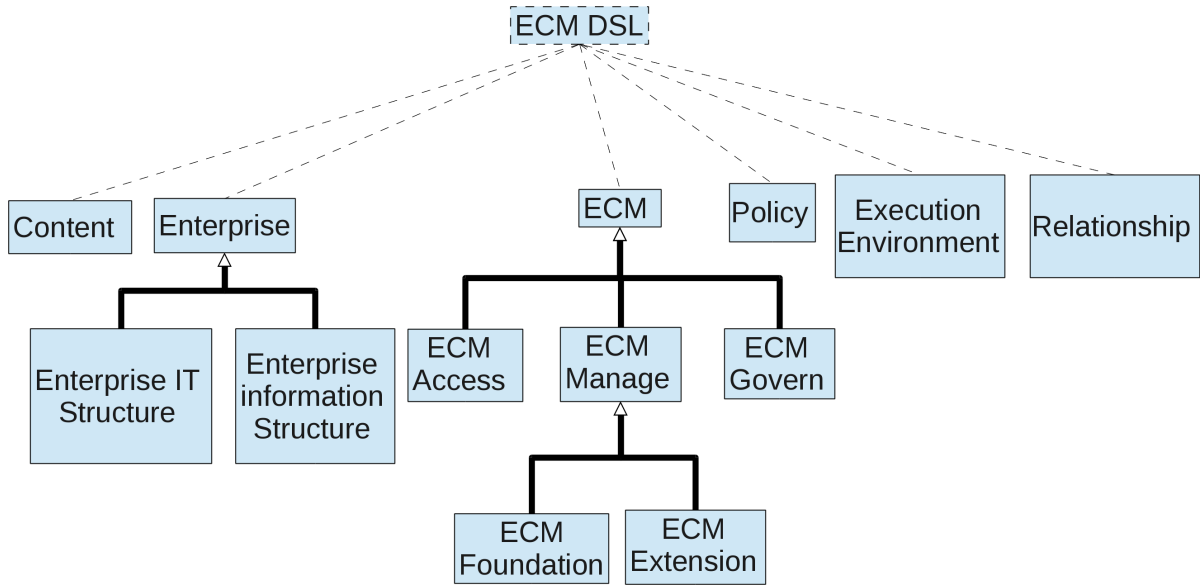 ECM DSL
Content
Enterprise
ECM
Policy
Execution
Environment
Relationship
Enterprise IT
Structure
Enterprise
information
Structure
ECM
Access
ECM
Manage
ECM
Govern
ECM
Foundation
ECM
Extension